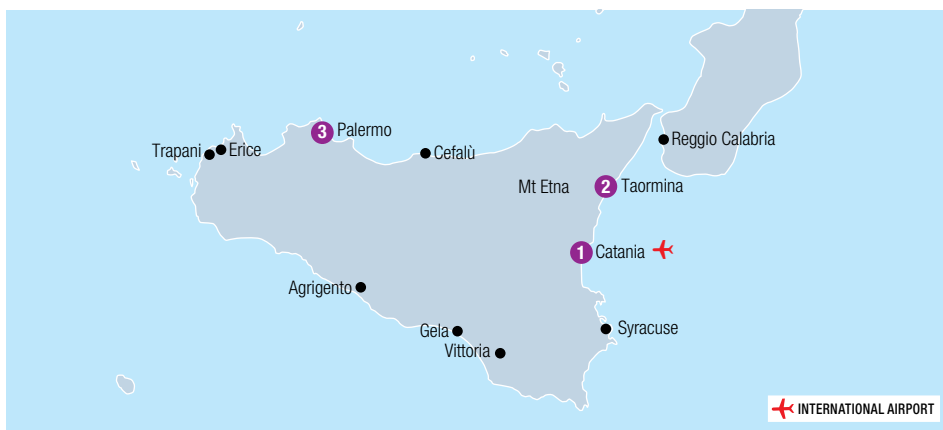 3 Palermo
Reggio Calabria
Trapani
Erice
Cefalù
Mt Etna
2 Taormina
1 Catania
Agrigento
Gela
Syracuse
Vittoria
INTERNATIONAL AIRPORT